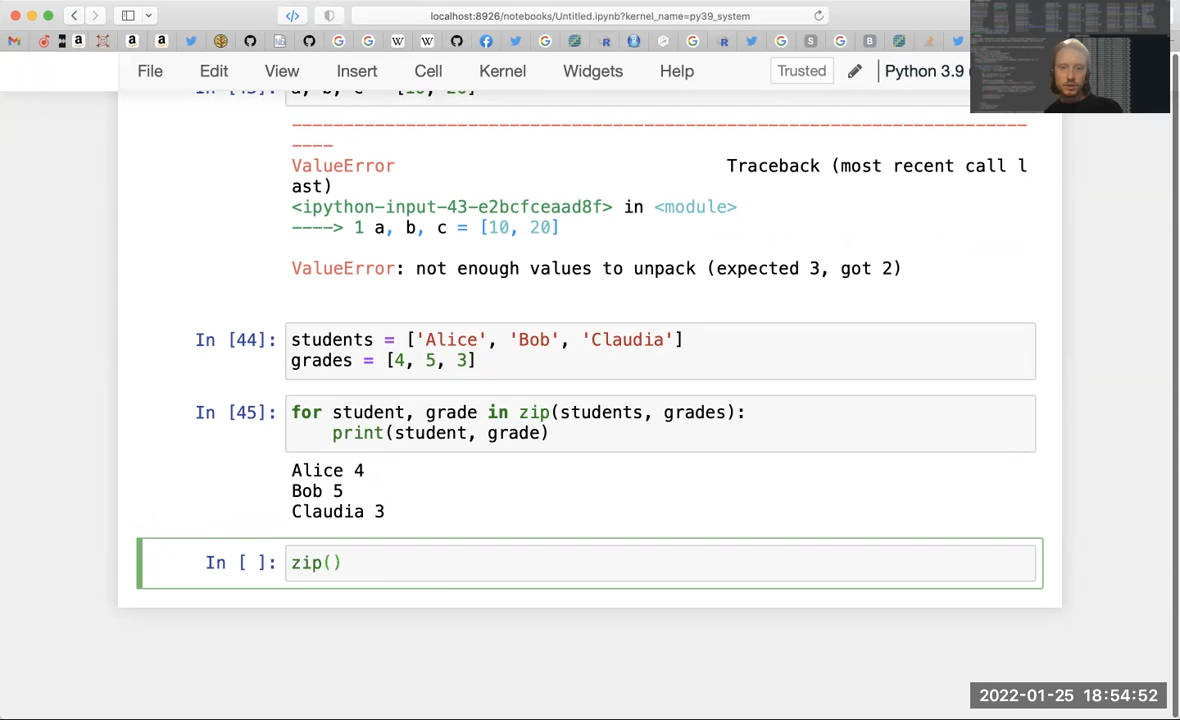 localhost:8926/notebooks/Untitled.ipynb?kernel_name=py39_system
File Edit View Insert Cell Kernel Widgets Help Trusted Python 3.9
a, b, c = [10, 20]
---------------------------------------------------------------------------
ValueError Traceback (most recent call l
ast)
<ipython-input-43-e2bcfceaad8f> in <module>
----> 1 a, b, c = [10, 20]
ValueError: not enough values to unpack (expected 3, got 2)
In [44]: students = ['Alice', 'Bob', 'Claudia']
grades = [4, 5, 3]
In [45]: for student, grade in zip(students, grades):
print(student, grade)
Alice 4
Bob 5
Claudia 3
In [ ]: zip()
2022-01-25 18:54:52